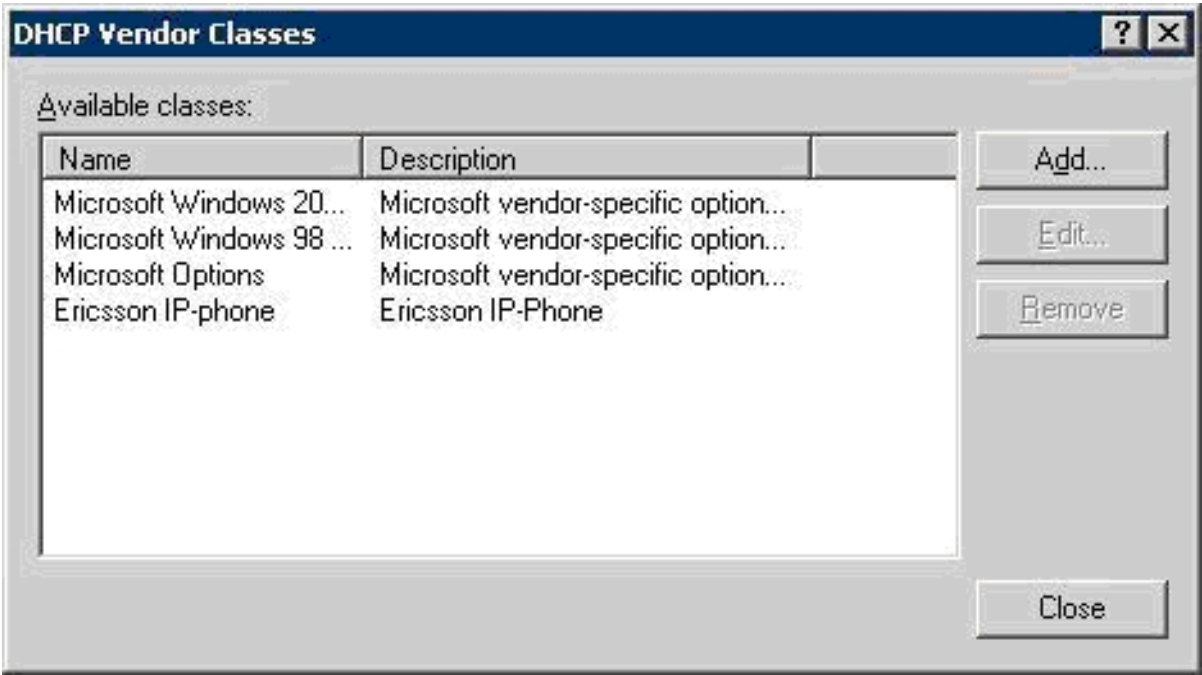 DHCP Vendor Classes
Available classes:
Name Description
Microsoft Windows 20... Microsoft vendor-specific option...
Microsoft Windows 98 ... Microsoft vendor-specific option...
Microsoft Options Microsoft vendor-specific option...
Ericsson IP-phone Ericsson IP-Phone
Add...
Edit...
Remove
Close